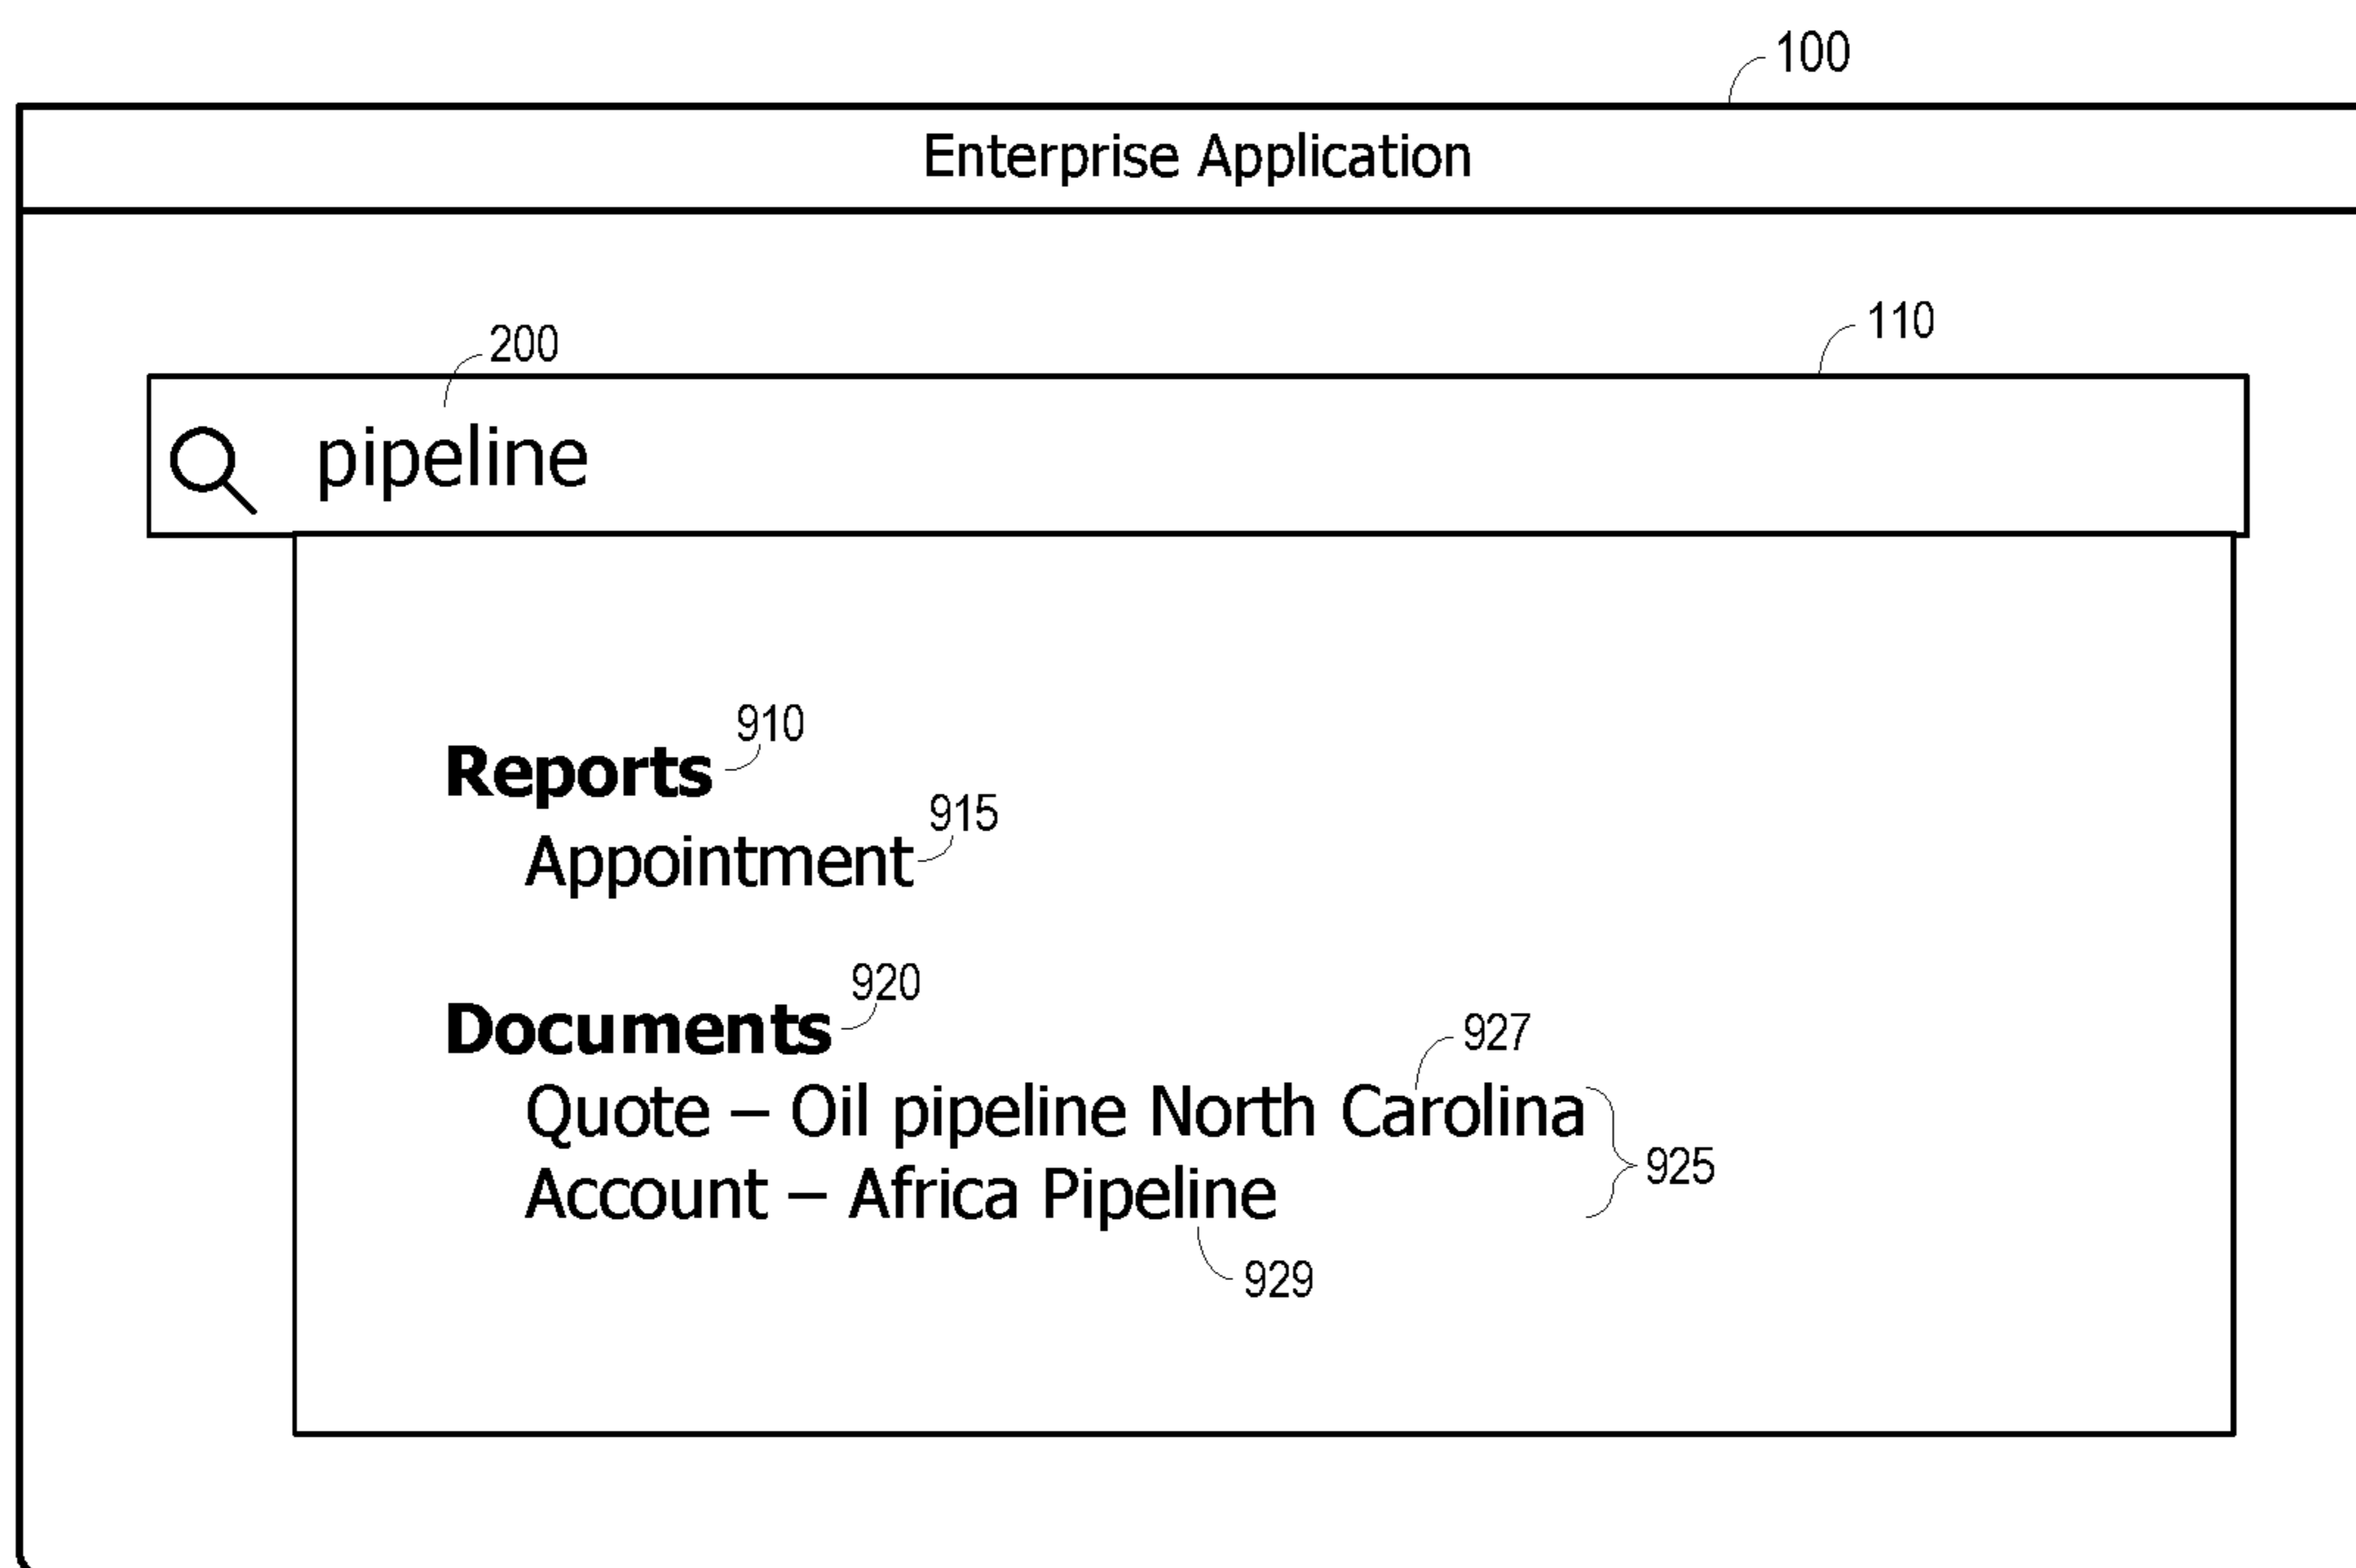 100
Enterprise Application
110
200
pipeline
910
Reports
915
Appointment
920
Documents
927
Quote – Oil pipeline North Carolina
925
Account – Africa Pipeline
929